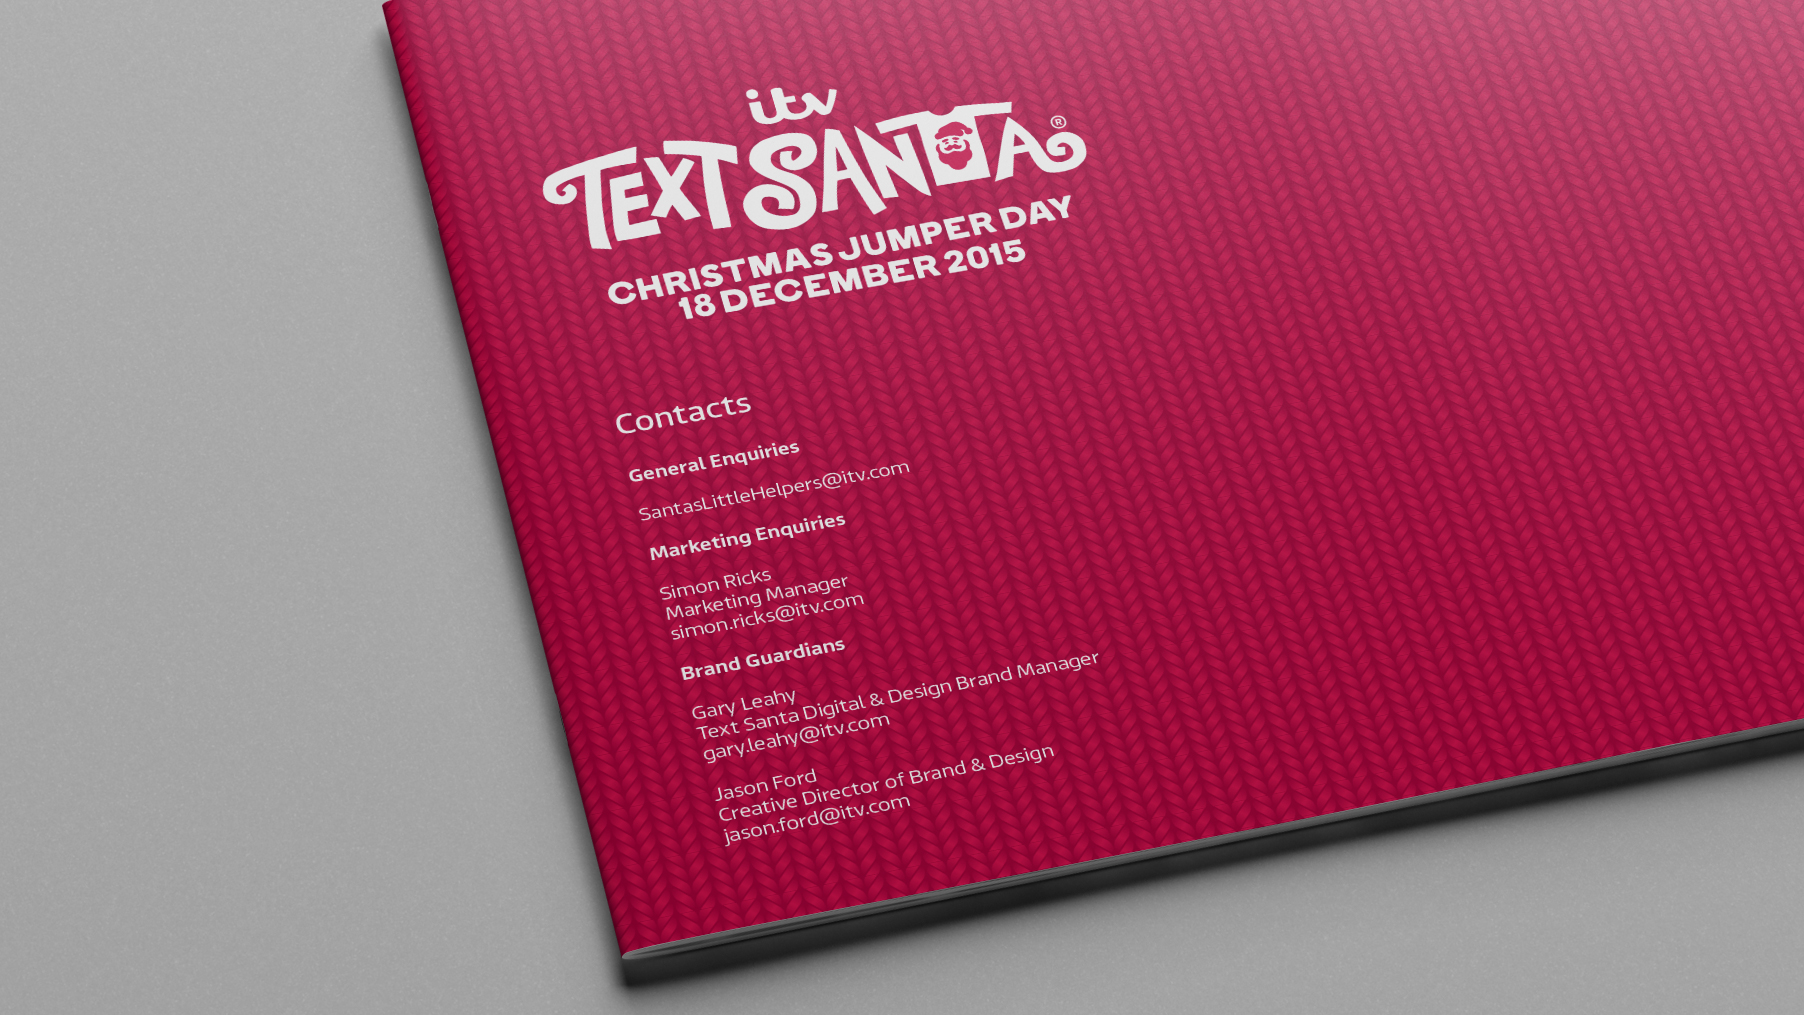 itv
TEXT SANTA®
CHRISTMAS JUMPER DAY
18 DECEMBER 2015
Contacts
General Enquiries
SantasLittleHelpers@itv.com
Marketing Enquiries
Simon Ricks
Marketing Manager
simon.ricks@itv.com
Brand Guardians
Gary Leahy
Text Santa Digital & Design Brand Manager
gary.leahy@itv.com
Jason Ford
Creative Director of Brand & Design
jason.ford@itv.com